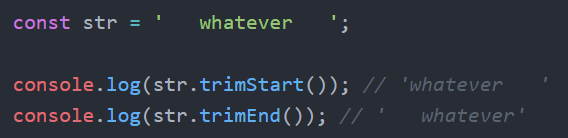 const str = '   whatever   ';
console.log(str.trimStart()); // 'whatever   '
console.log(str.trimEnd()); // '   whatever'